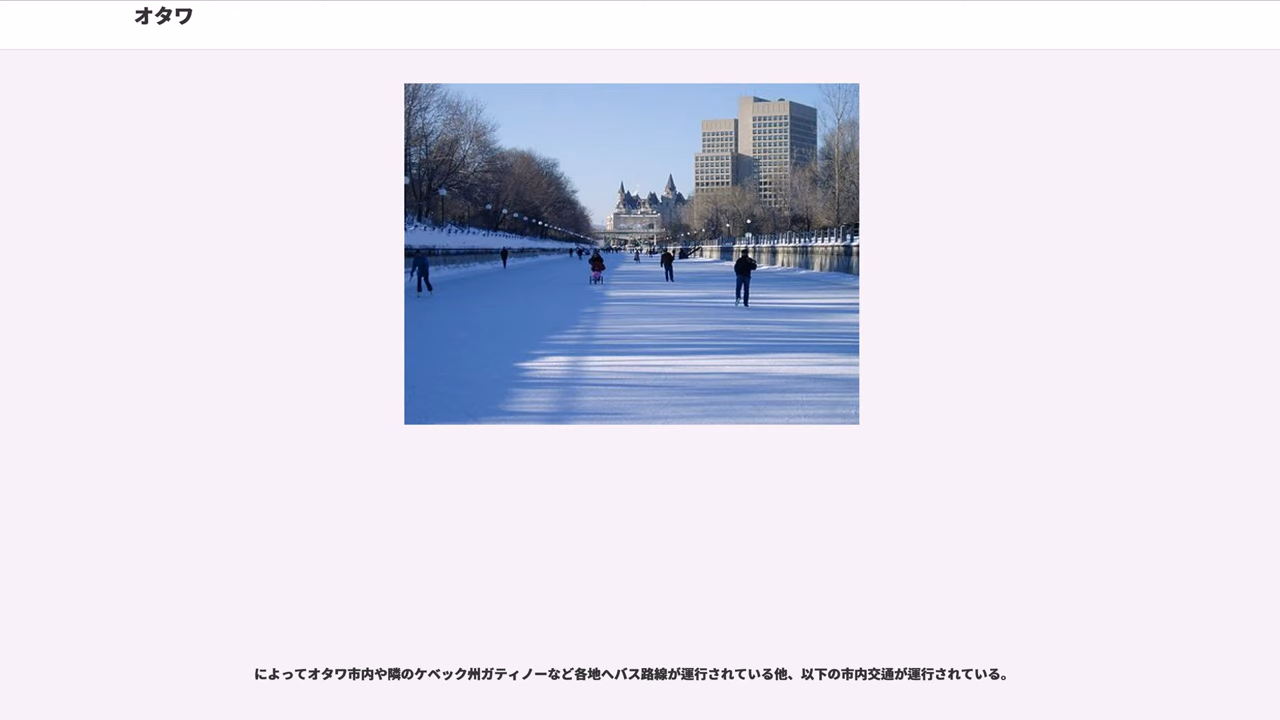 オタワ
によってオタワ市内や隣のケベック州ガティノーなど各地へバス路線が運行されている他、以下の市内交通が運行されている。